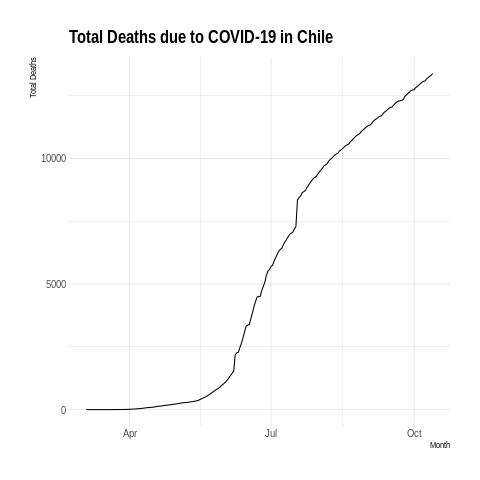 Total Deaths due to COVID-19 in Chile
Total Deaths
10000
5000
0
Apr Jul Oct
Month